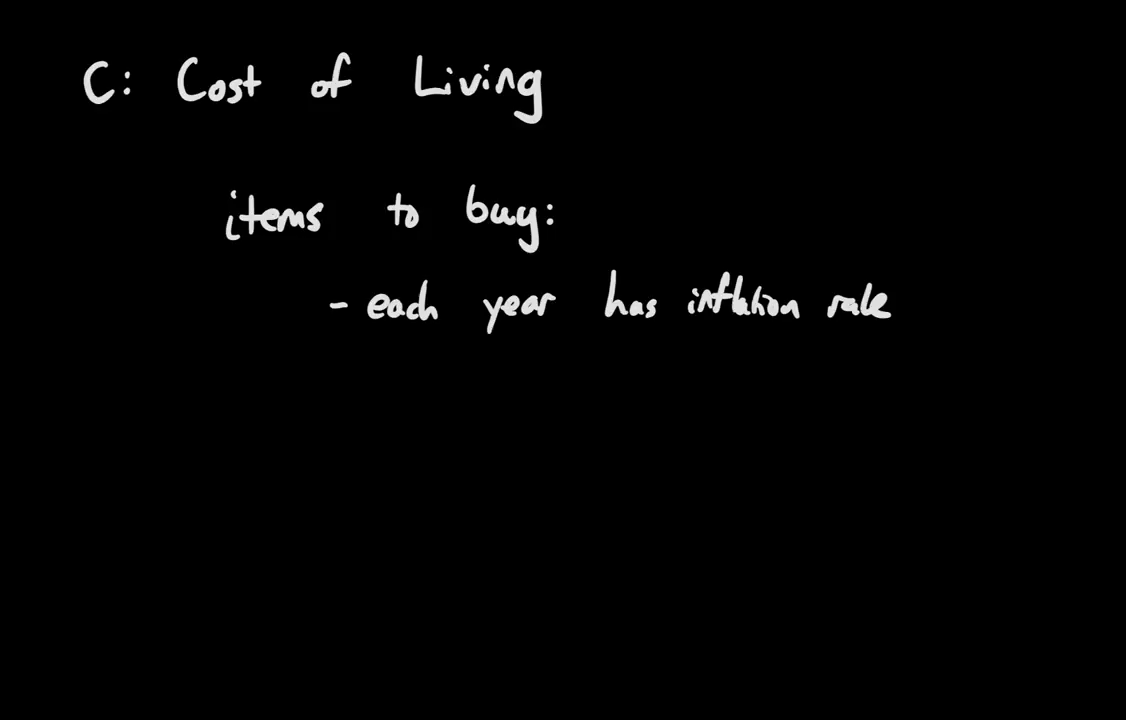 C: Cost of Living
items to buy:
- each year has inflation rate